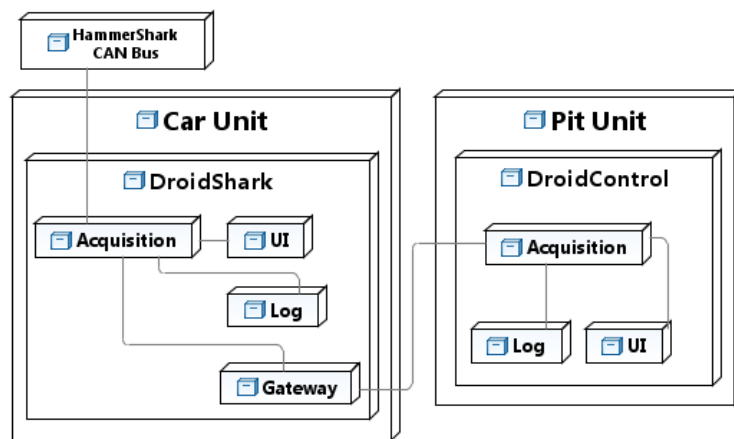 HammerShark
CAN Bus
Car Unit
DroidShark
Acquisition
UI
Log
Gateway
Pit Unit
DroidControl
Acquisition
Log
UI